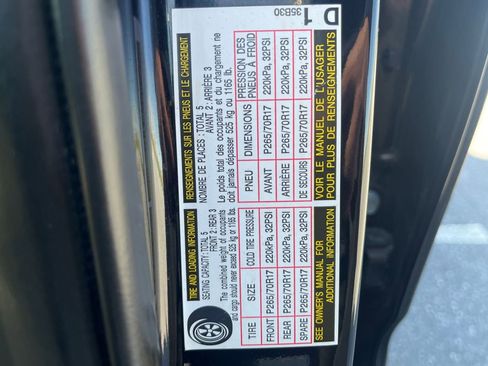 TIRE AND LOADING INFORMATION
SEATING CAPACITY: TOTAL 5
FRONT 2: REAR 3
The combined weight of occupants
and cargo should never exceed 525 kg or 1165 lbs.
TIRE SIZE COLD TIRE PRESSURE
FRONT P265/70R17 220kPa, 32PSI
REAR P265/70R17 220kPa, 32PSI
SPARE P265/70R17 220kPa, 32PSI
SEE OWNER'S MANUAL FOR
ADDITIONAL INFORMATION
RENSEIGNEMENTS SUR LES PNEUS ET LE CHARGEMENT
NOMBRE DE PLACES : TOTAL 5
AVANT 2 : ARRIÈRE 3
Le poids total des occupants et du chargement ne
doit jamais dépasser 525 kg ou 1165 lb.
PNEU DIMENSIONS PRESSION DES
PNEUS À FROID
AVANT P265/70R17 220kPa, 32PSI
ARRIÈRE P265/70R17 220kPa, 32PSI
DE SECOURS P265/70R17 220kPa, 32PSI
VOIR LE MANUEL DE L'USAGER
POUR PLUS DE RENSEIGNEMENTS
35B30
D1